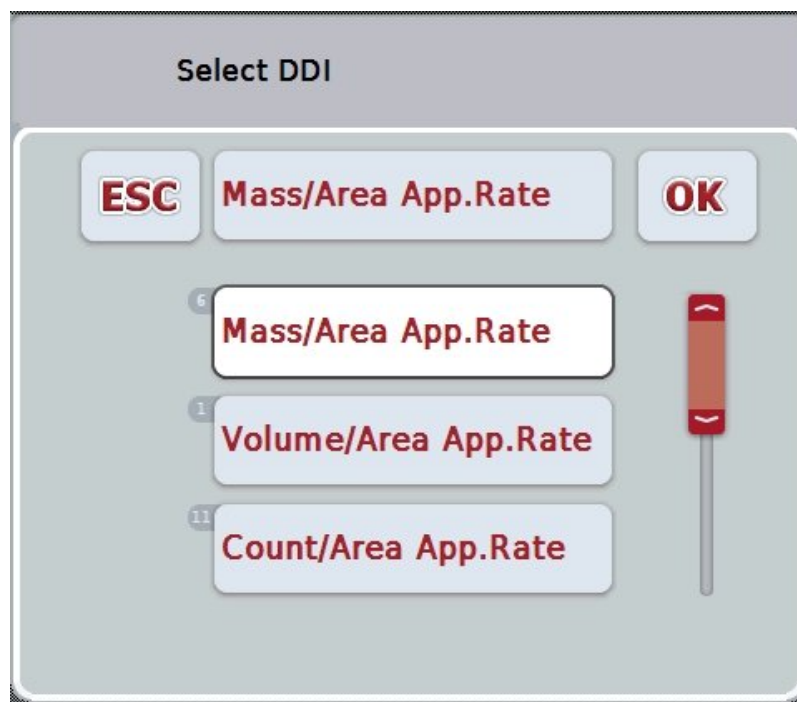 Select DDI
ESC Mass/Area App.Rate OK
6 Mass/Area App.Rate
1 Volume/Area App.Rate
11 Count/Area App.Rate